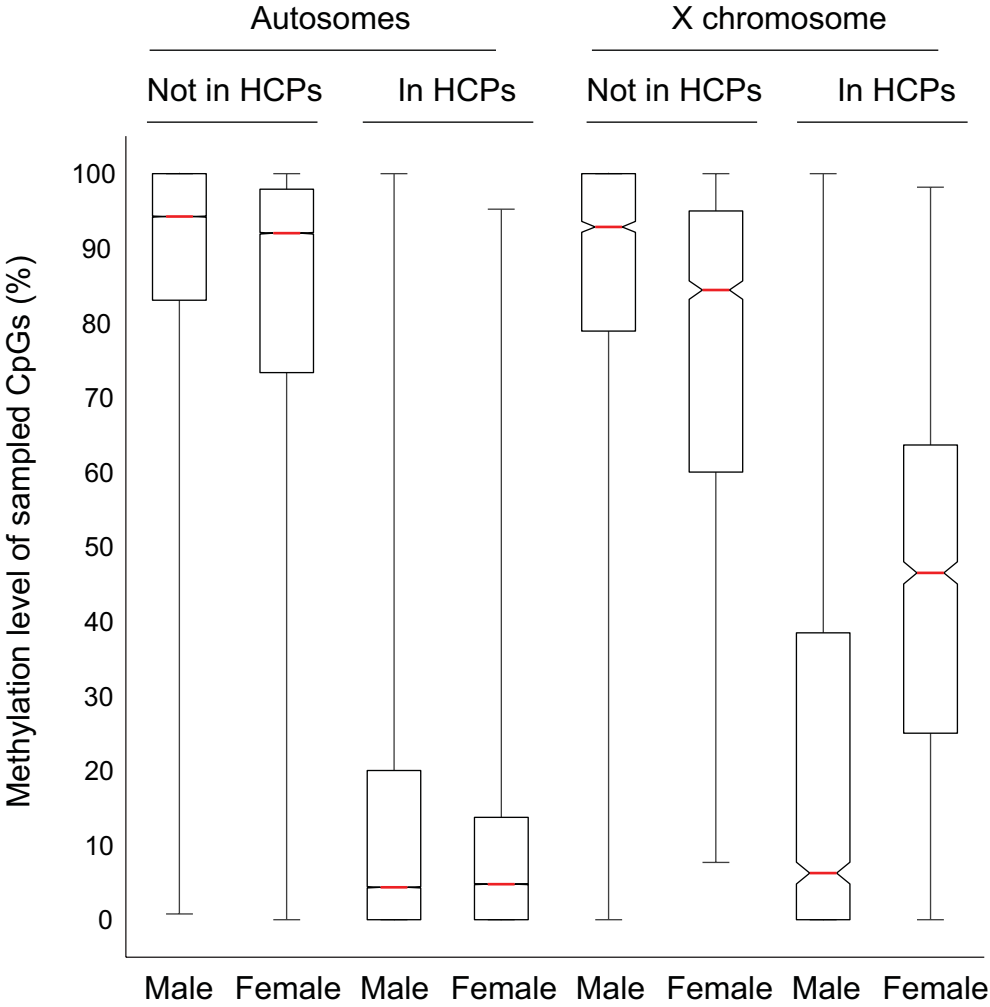 Autosomes X chromosome
Not in HCPs In HCPs Not in HCPs In HCPs
Methylation level of sampled CpGs (%)
100
90
80
70
60
50
40
30
20
10
0
Male Female Male Female Male Female Male Female